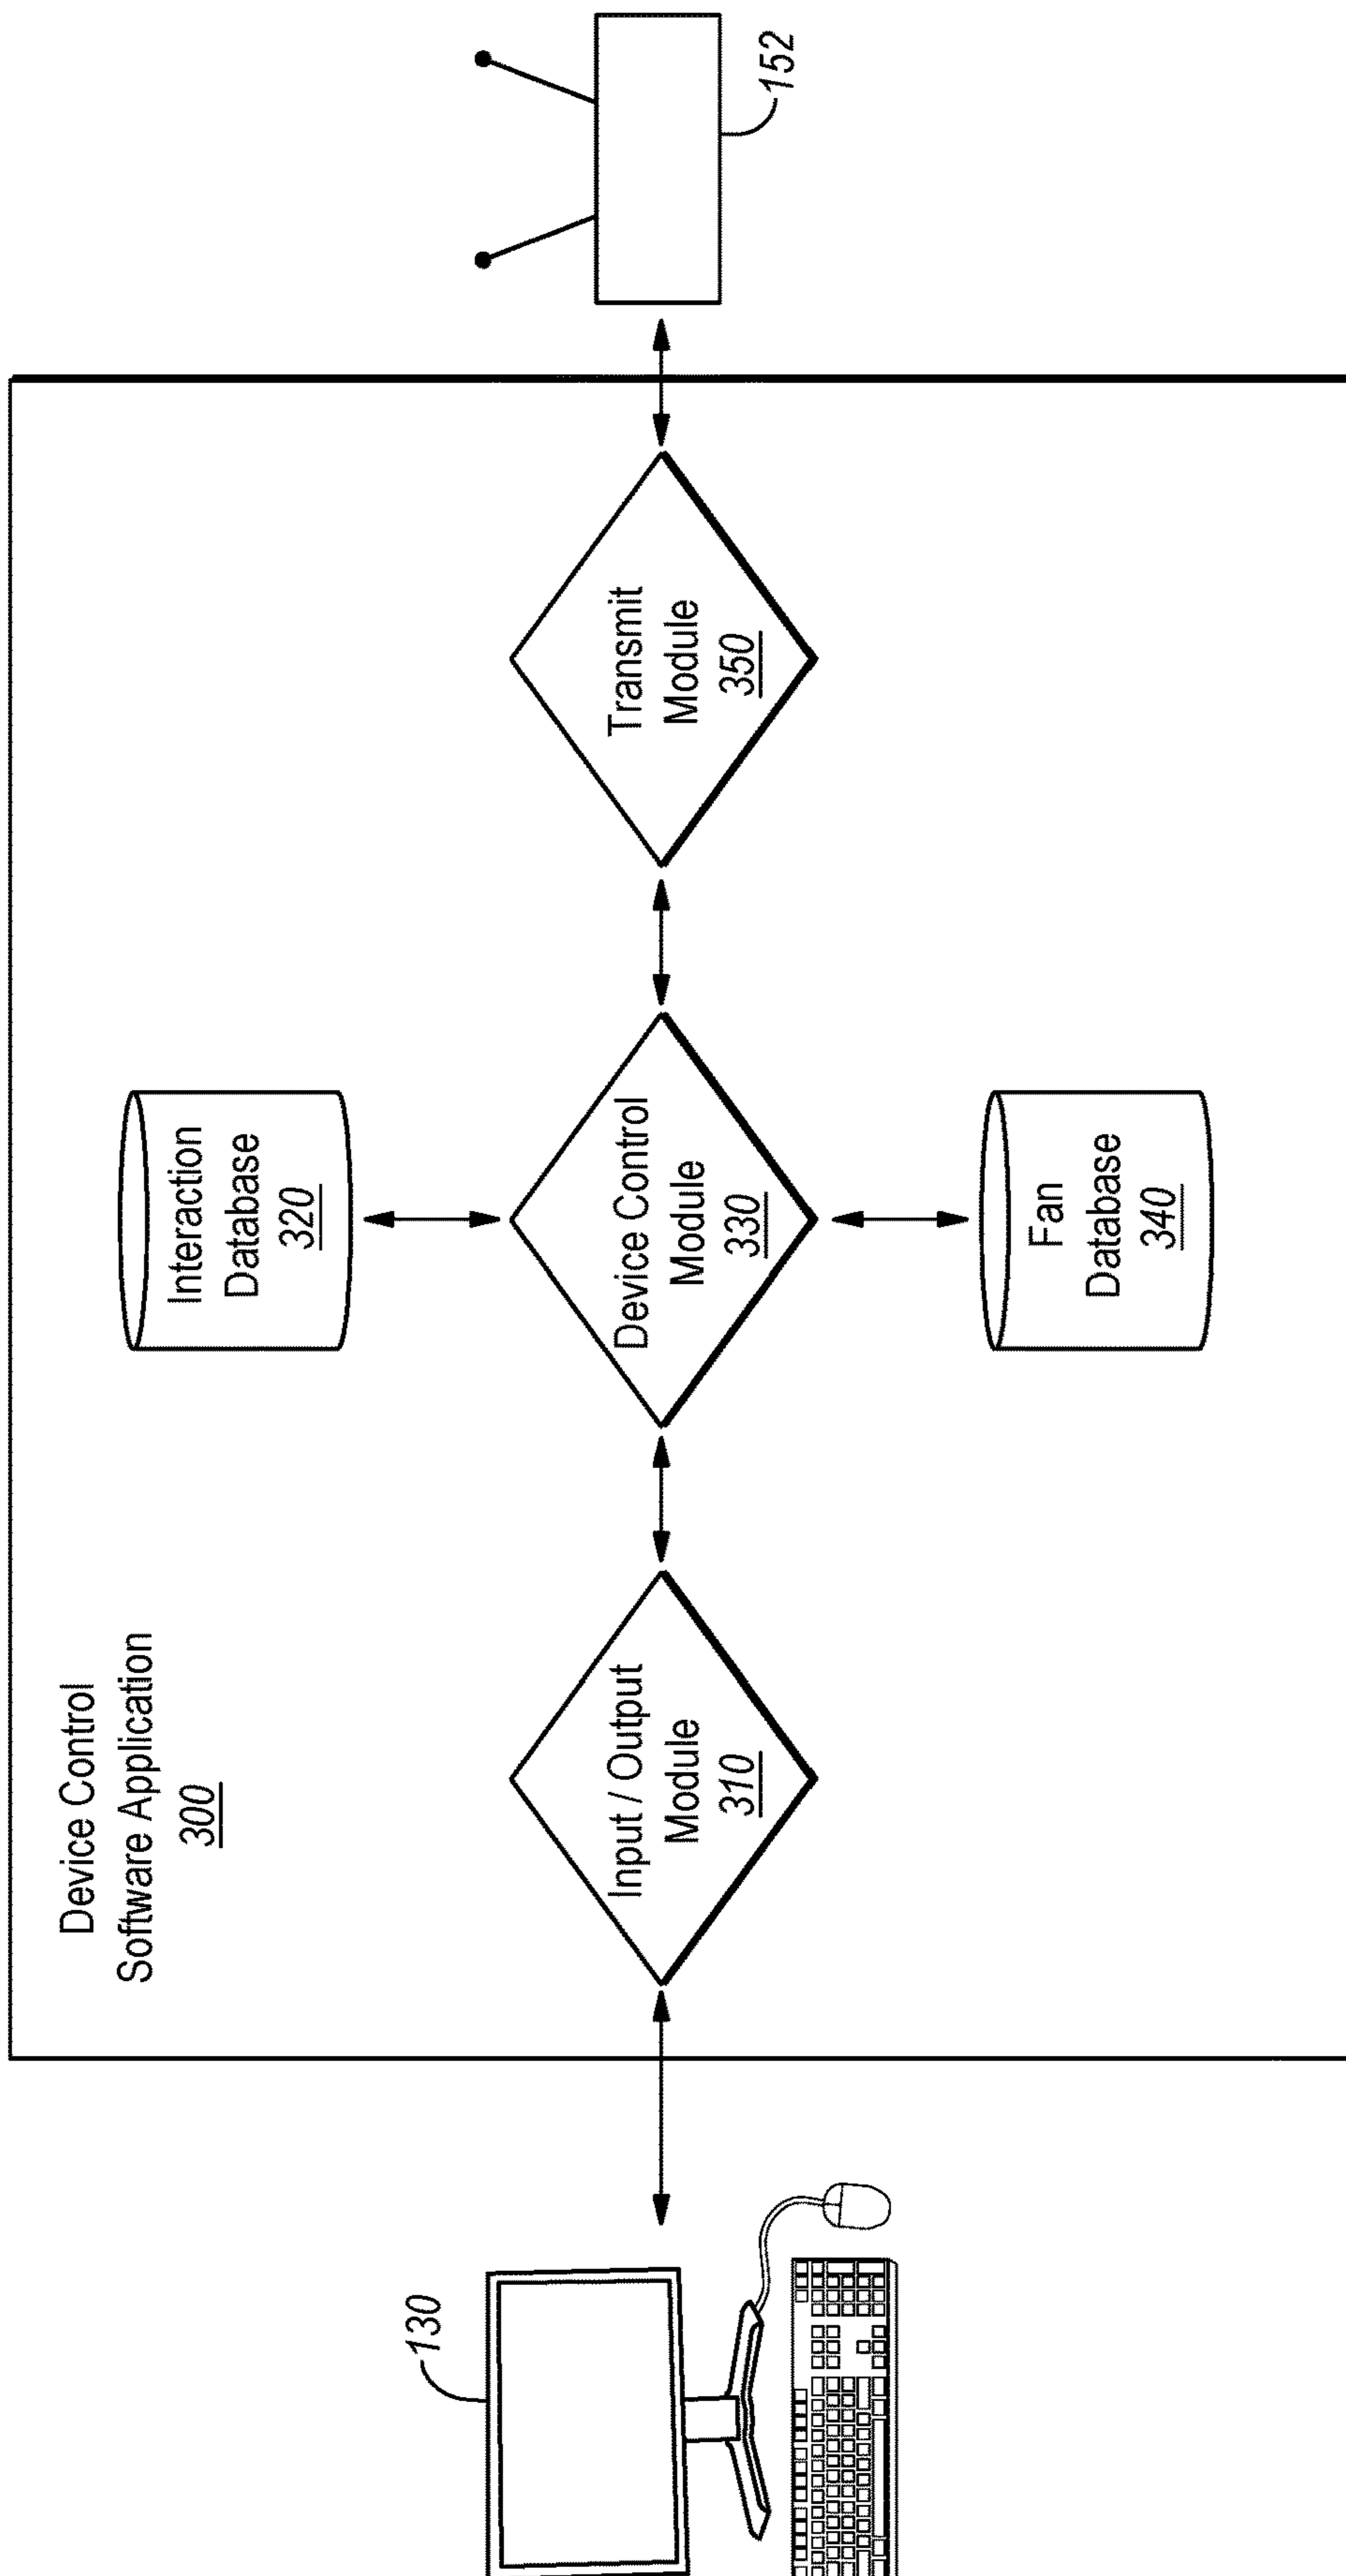 Device Control
Software Application
300
130
Input / Output
Module
310
Interaction
Database
320
Device Control
Module
330
Fan
Database
340
Transmit
Module
350
152